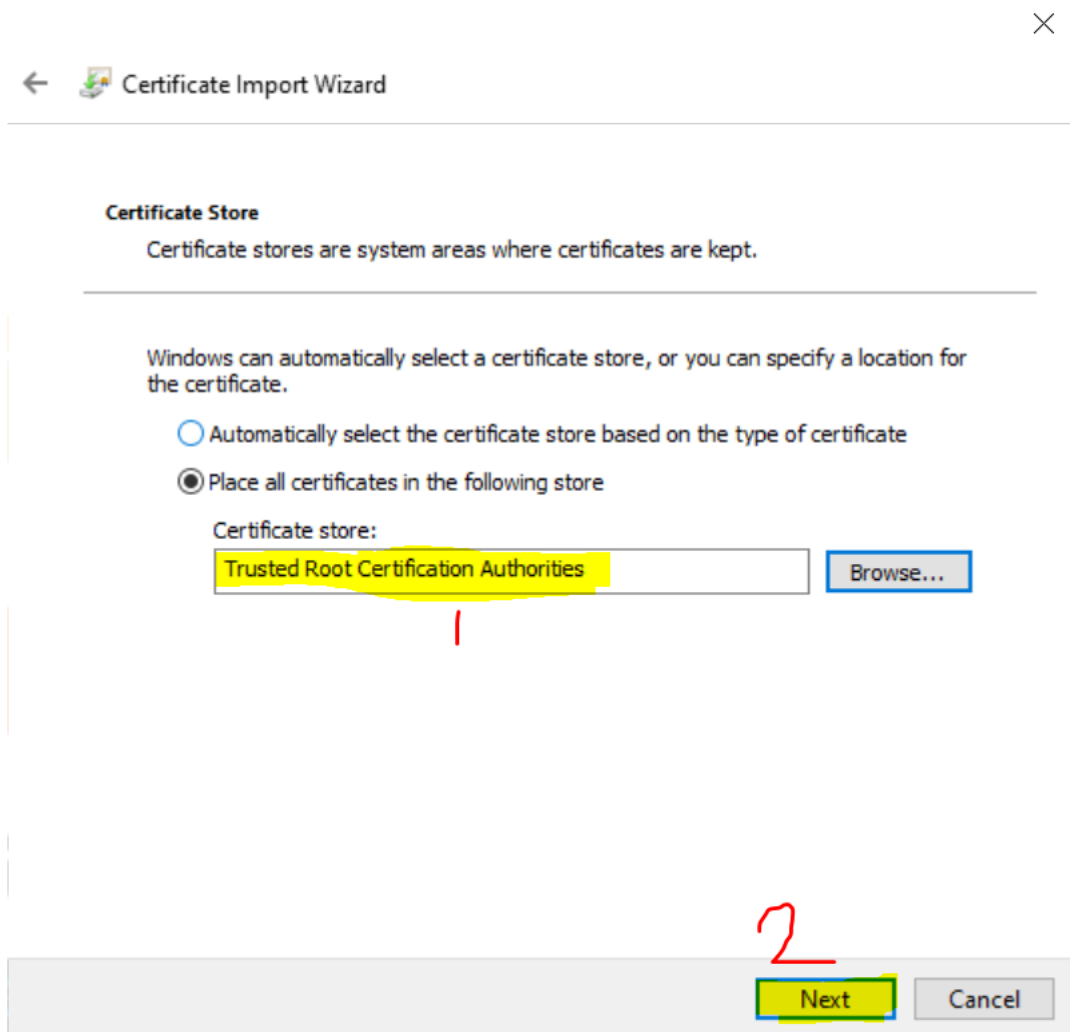 Certificate Import Wizard
Certificate Store
Certificate stores are system areas where certificates are kept.
Windows can automatically select a certificate store, or you can specify a location for
the certificate.
Automatically select the certificate store based on the type of certificate
Place all certificates in the following store
Certificate store:
Trusted Root Certification Authorities
Browse...
1
2
Next
Cancel